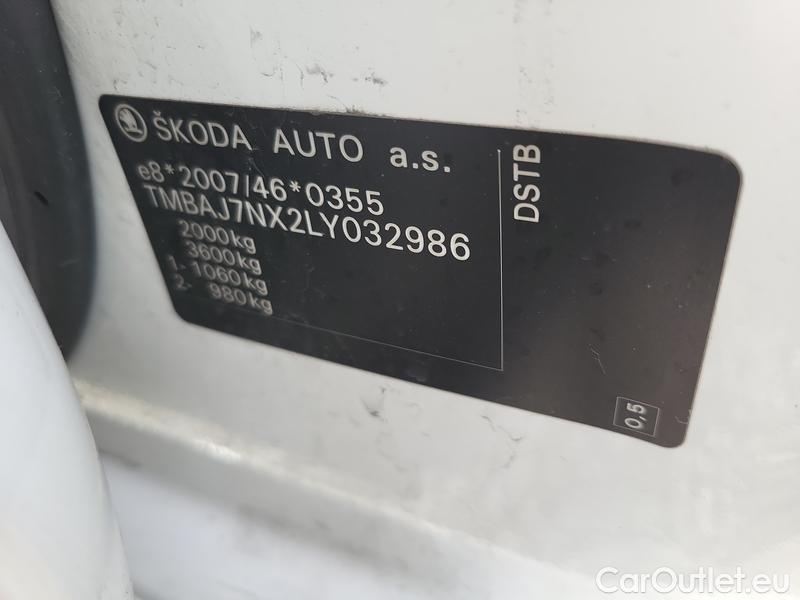 ŠKODA AUTO a.s.
e8*2007/46*0355
TMBAJ7NX2LY032986
2000kg
3600kg
1- 1060kg
2- 980kg
DSTB
0,5
CarOutlet.eu